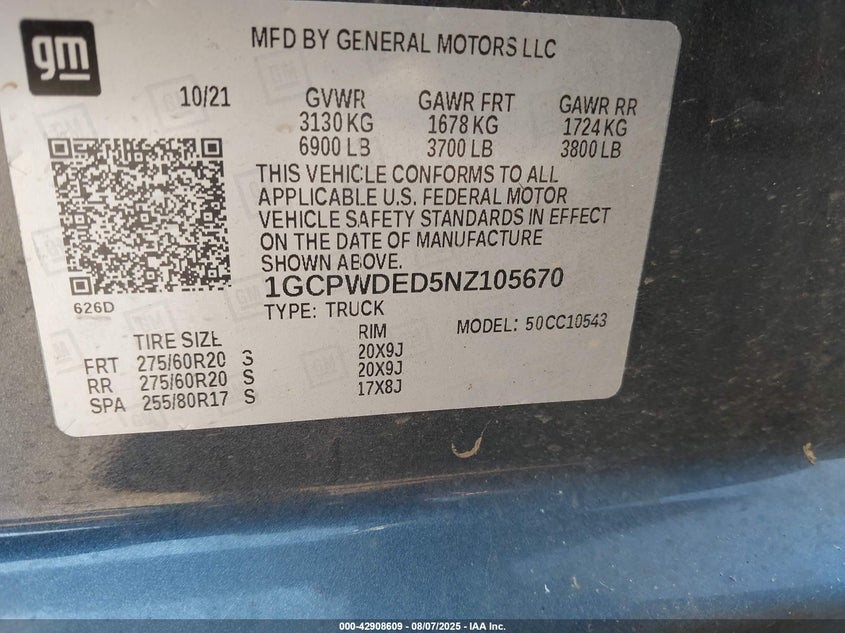 gm
MFD BY GENERAL MOTORS LLC
10/21 GVWR GAWR FRT GAWR RR
3130 KG 1678 KG 1724 KG
6900 LB 3700 LB 3800 LB
THIS VEHICLE CONFORMS TO ALL
APPLICABLE U.S. FEDERAL MOTOR
VEHICLE SAFETY STANDARDS IN EFFECT
ON THE DATE OF MANUFACTURE
SHOWN ABOVE.
626D
1GCPWDED5NZ105670
TYPE: TRUCK
MODEL: 50CC10543
TIRE SIZE RIM
FRT 275/60R20 S 20X9J
RR 275/60R20 S 20X9J
SPA 255/80R17 S 17X8J
000-42908609 - 08/07/2025 - IAA Inc.